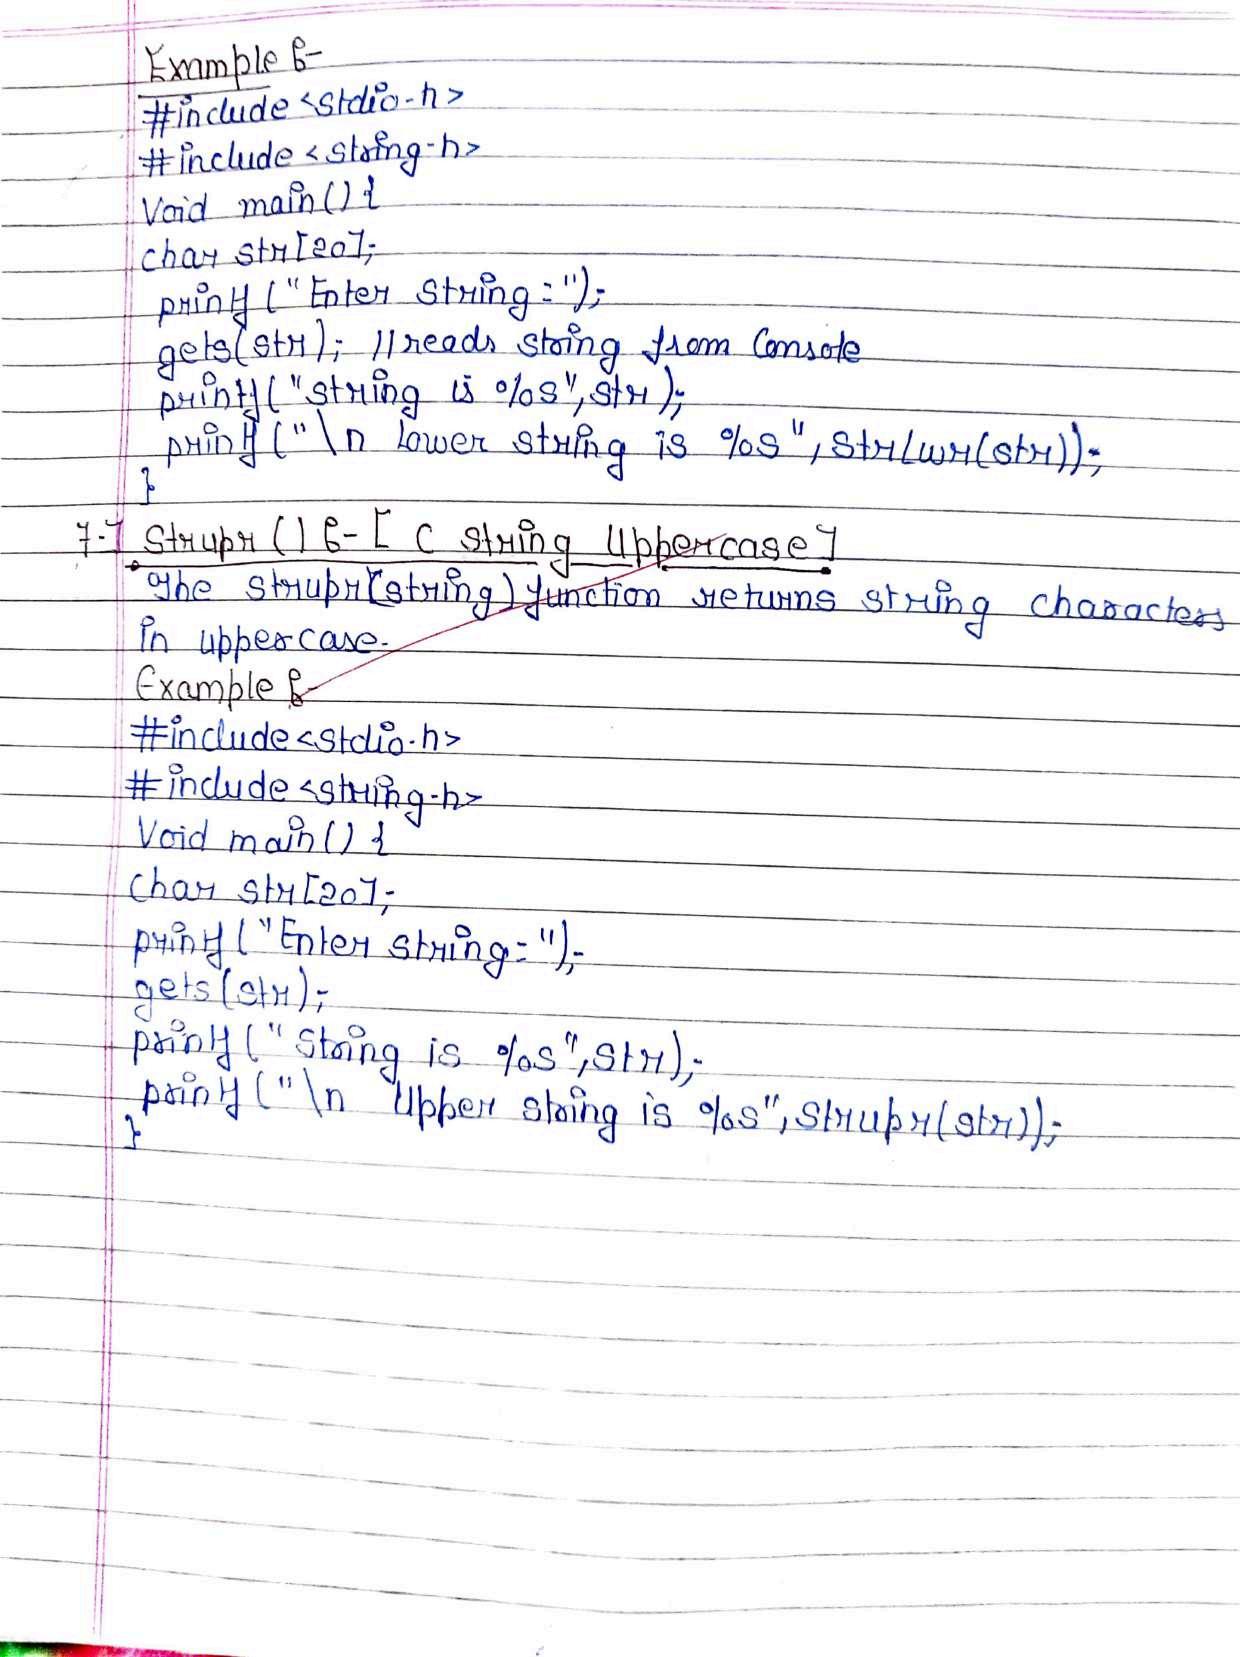 Example :-
#include <stdio.h>
#include <string.h>
Void main() {
char str[20];
printf ("Enter String = ");
gets(str); //reads string from Console
printf("String is %s", str);
printf ("\n Lower string is %s", Strlwr(str));
}
7.] Strupr () :- [ C String Uppercase]
The strupr(string) function returns string characters
in uppercase.
Example :-
#include <stdio.h>
#include <string.h>
Void main() {
Char str[20];
printf ("Enter string = ");
gets(str);
printf (" String is %s", str);
printf ("\n Upper string is %s", Strupr(str));
}